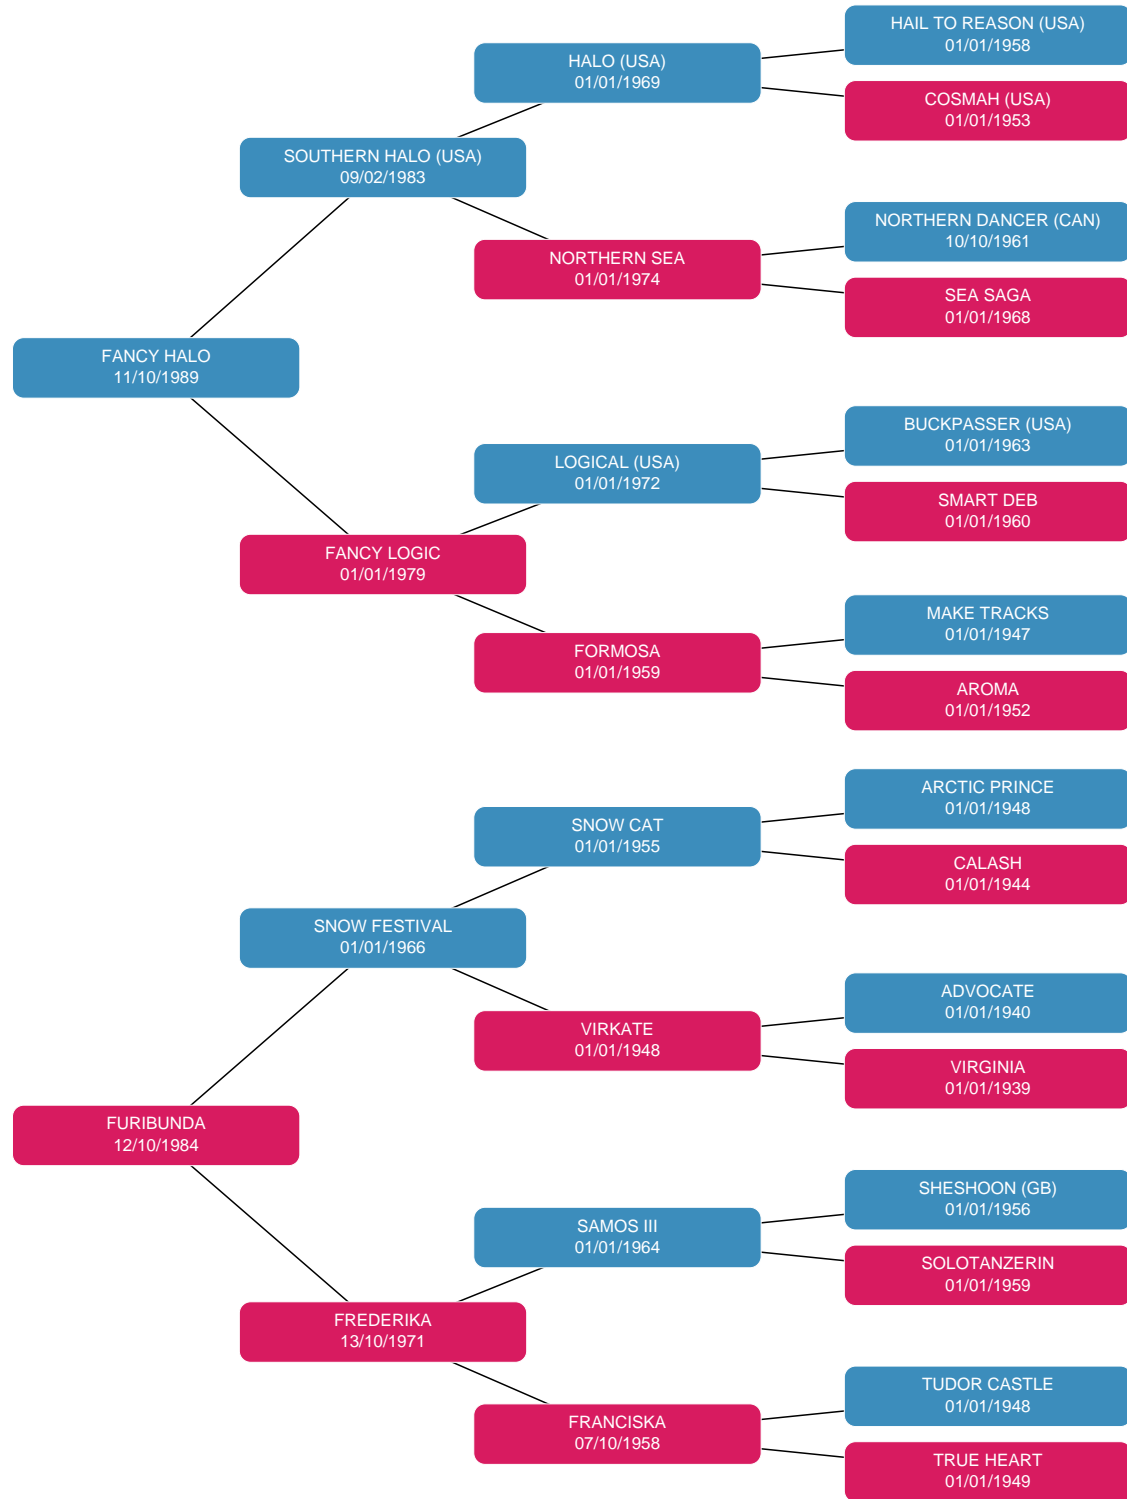 HAIL TO REASON (USA)
01/01/1958
HALO (USA)
01/01/1969
COSMAH (USA)
01/01/1953
SOUTHERN HALO (USA)
09/02/1983
NORTHERN DANCER (CAN)
10/10/1961
NORTHERN SEA
01/01/1974
SEA SAGA
01/01/1968
FANCY HALO
11/10/1989
BUCKPASSER (USA)
01/01/1963
LOGICAL (USA)
01/01/1972
SMART DEB
01/01/1960
FANCY LOGIC
01/01/1979
MAKE TRACKS
01/01/1947
FORMOSA
01/01/1959
AROMA
01/01/1952
ARCTIC PRINCE
01/01/1948
SNOW CAT
01/01/1955
CALASH
01/01/1944
SNOW FESTIVAL
01/01/1966
ADVOCATE
01/01/1940
VIRKATE
01/01/1948
VIRGINIA
01/01/1939
FURIBUNDA
12/10/1984
SHESHOON (GB)
01/01/1956
SAMOS III
01/01/1964
SOLOTANZERIN
01/01/1959
FREDERIKA
13/10/1971
TUDOR CASTLE
01/01/1948
FRANCISKA
07/10/1958
TRUE HEART
01/01/1949